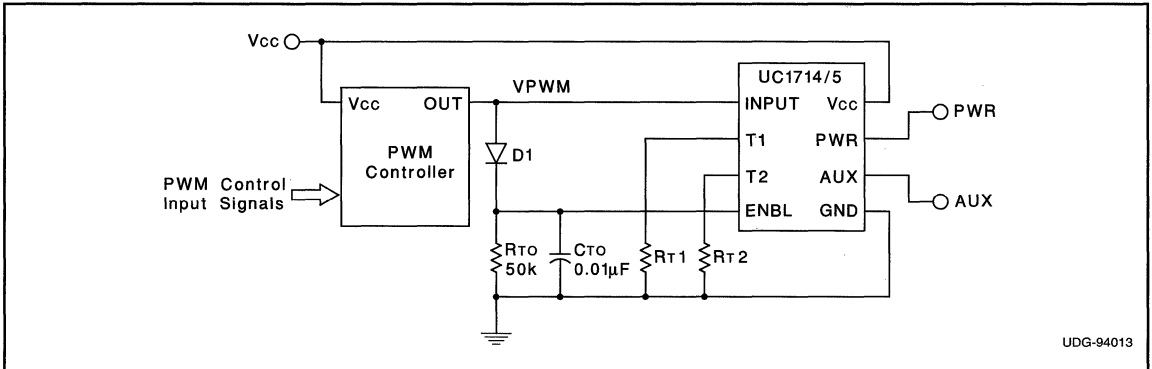 Vcc
UC1714/5
Vcc OUT
VPWM
INPUT Vcc
PWR
T1 PWR
PWM
Controller
D1
T2 AUX
AUX
PWM Control
Input Signals
ENBL GND
RTO
50k
CTO
0.01µF
RT1
RT2
UDG-94013